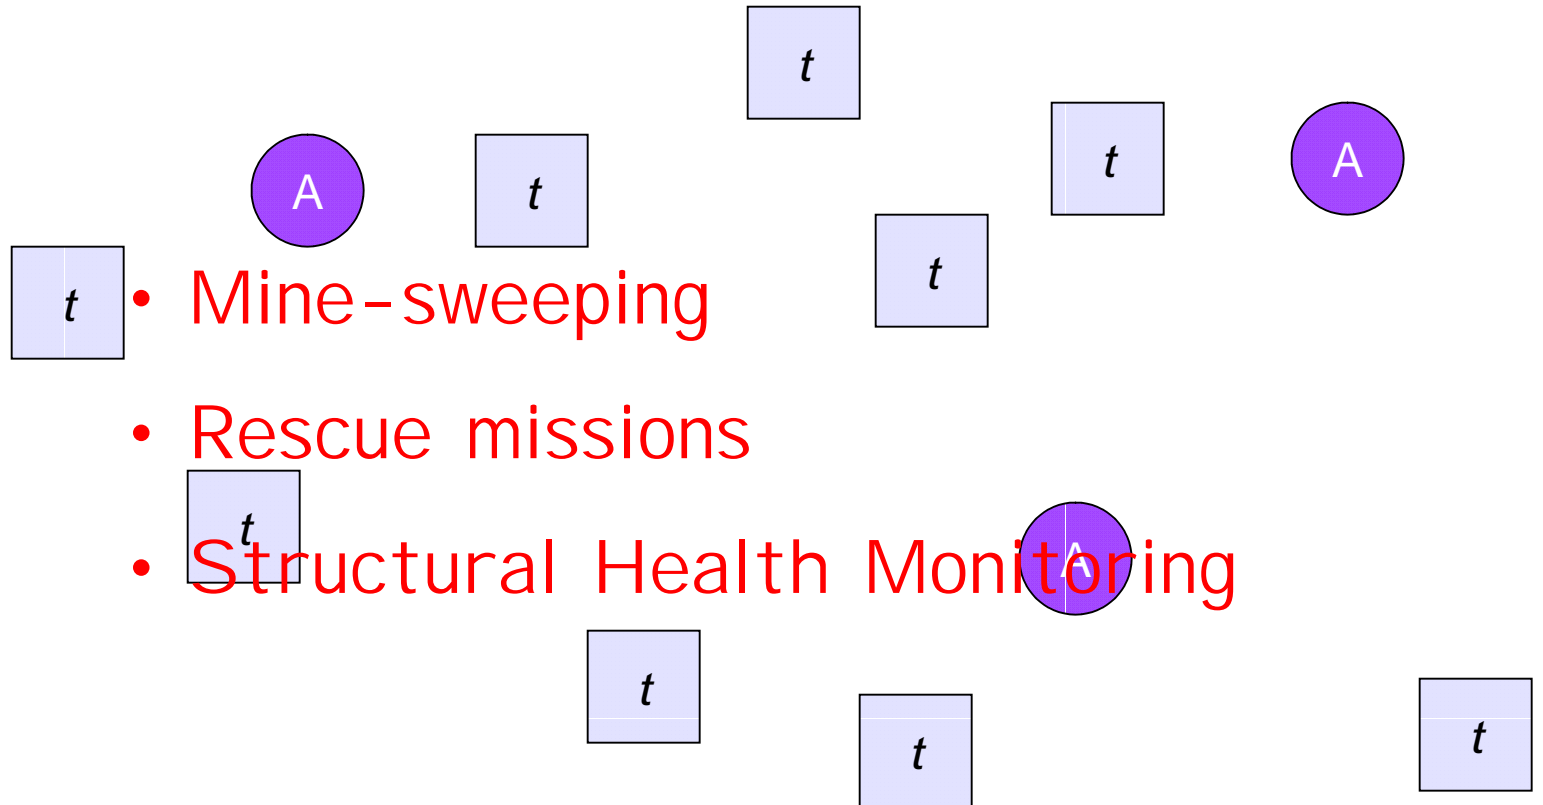 t
t A
A t
t
t
• Mine-sweeping
• Rescue missions
t
• Structural Health Monitoring
A
t
t
t